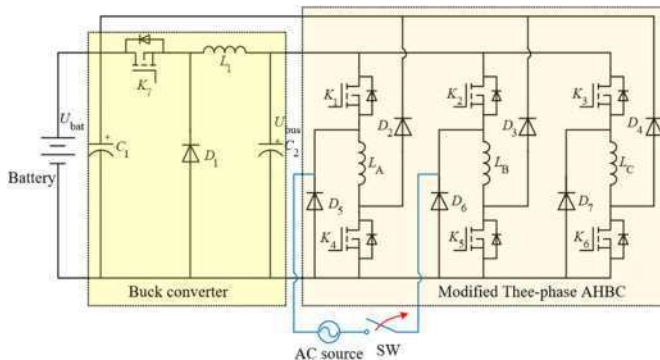 K7
L1
K1
K2
K3
Ubat
Ubus
D2
D3
D4
C1
D1
C2
LA
LB
LC
Battery
D5
D6
D7
K4
K5
K6
Buck converter
Modified Thee-phase AHBC
AC source
SW